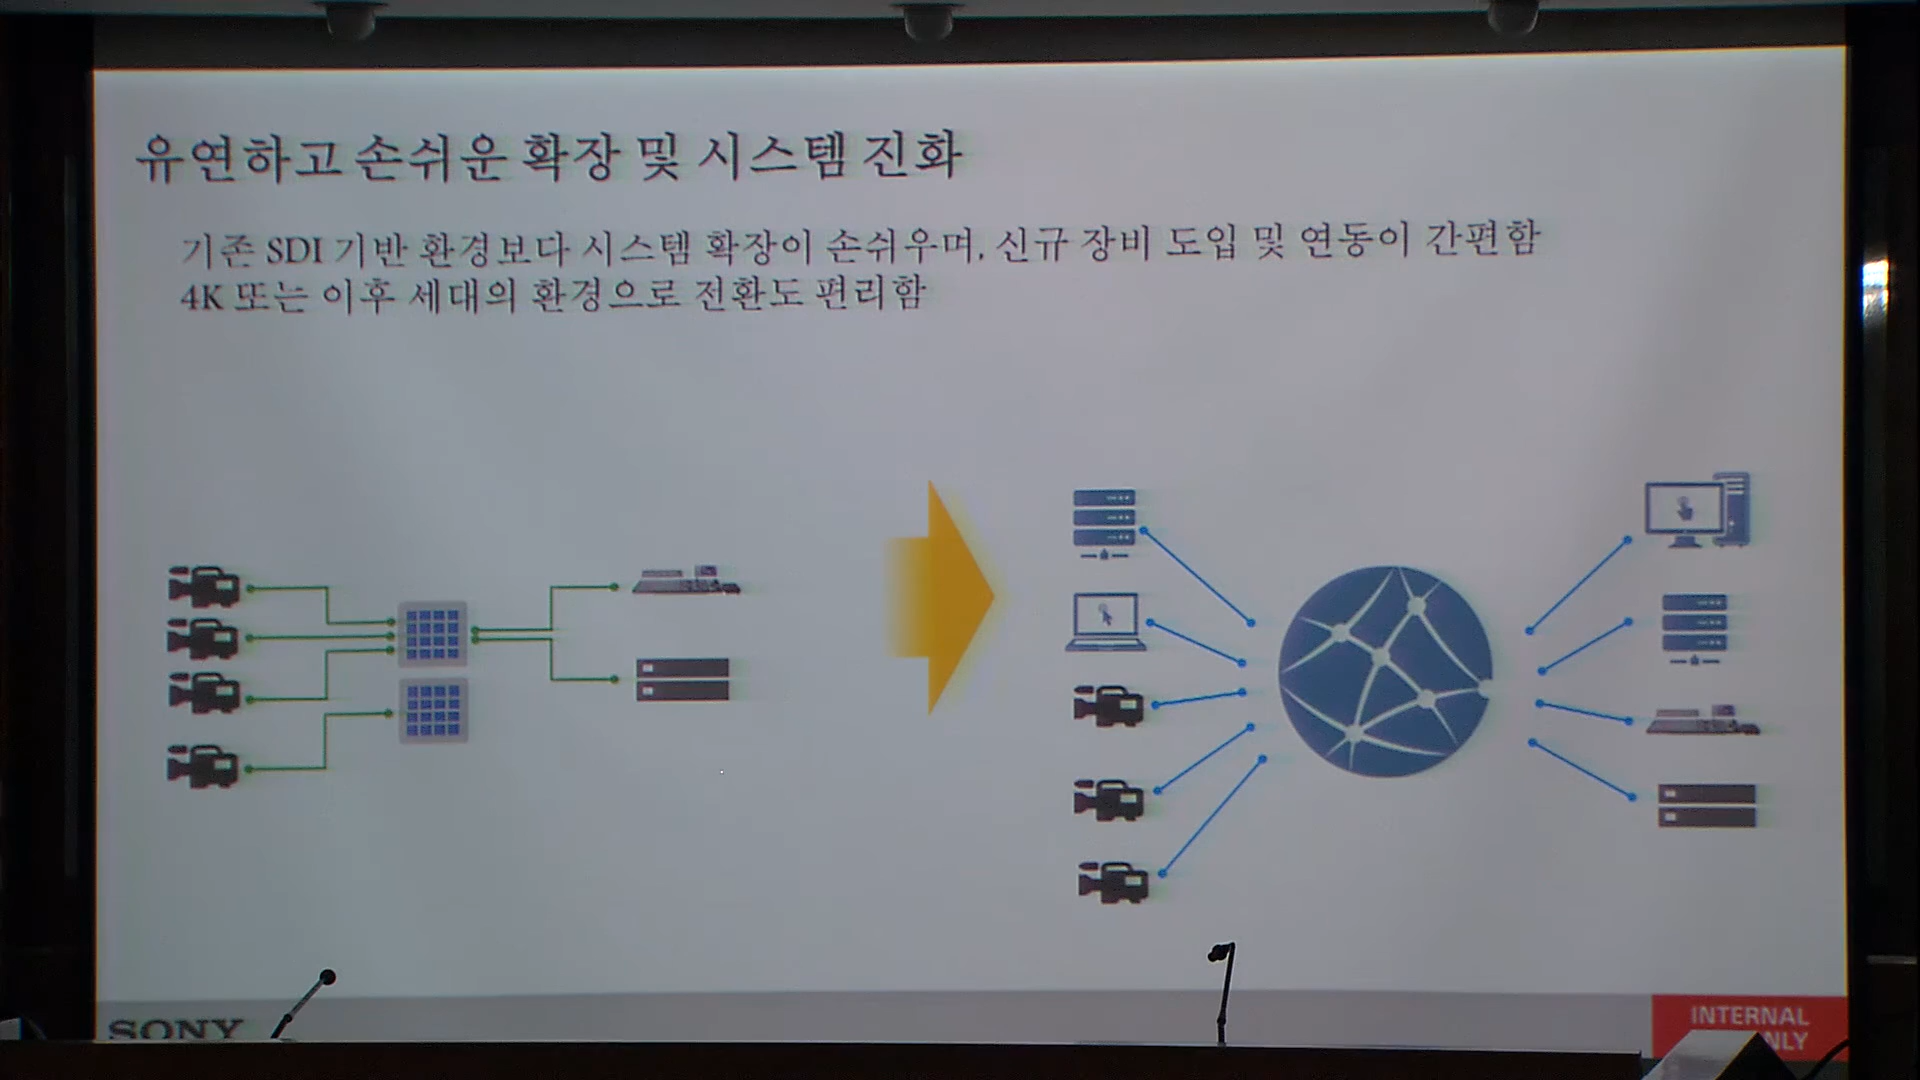 유연하고 손쉬운 확장 및 시스템 진화
기존 SDI 기반 환경보다 시스템 확장이 손쉬우며, 신규 장비 도입 및 연동이 간편함
4K 또는 이후 세대의 환경으로 전환도 편리함
SONY
INTERNAL